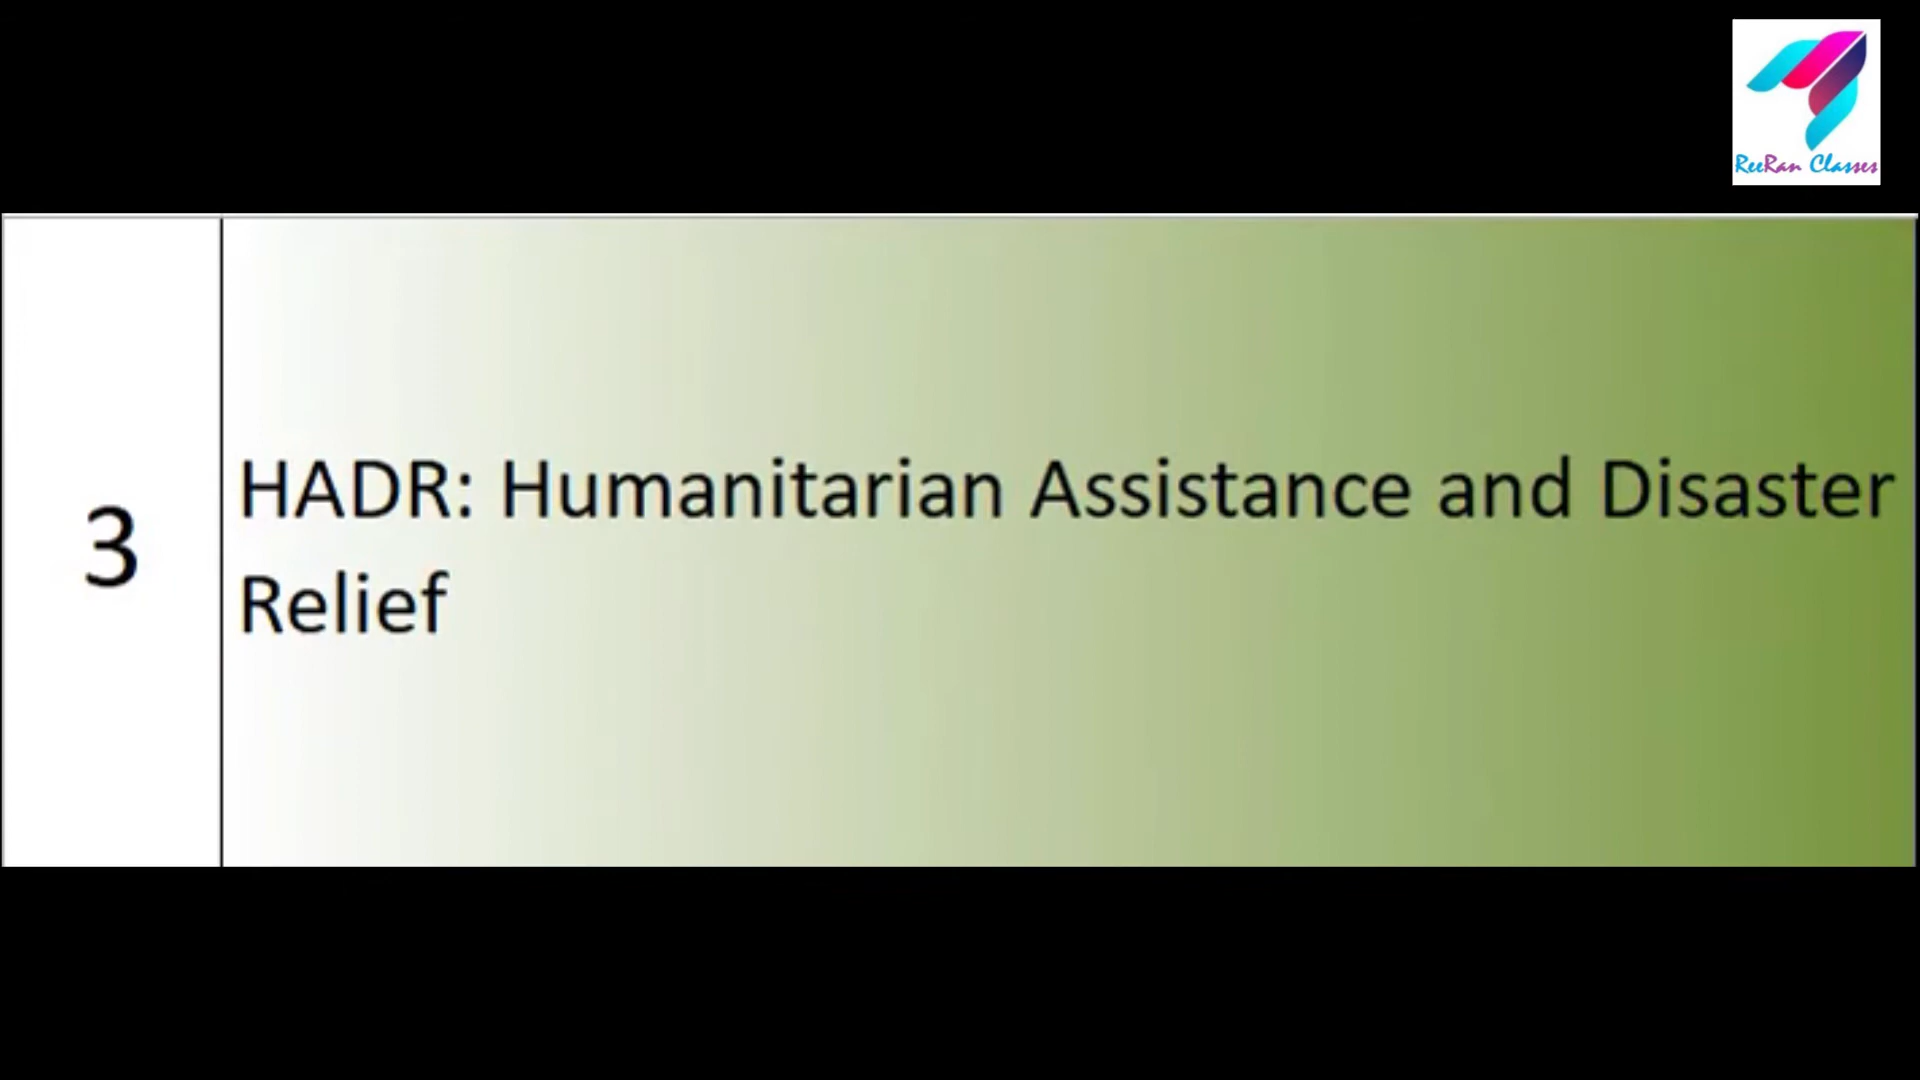 ReeRan Classes
3
HADR: Humanitarian Assistance and Disaster
Relief